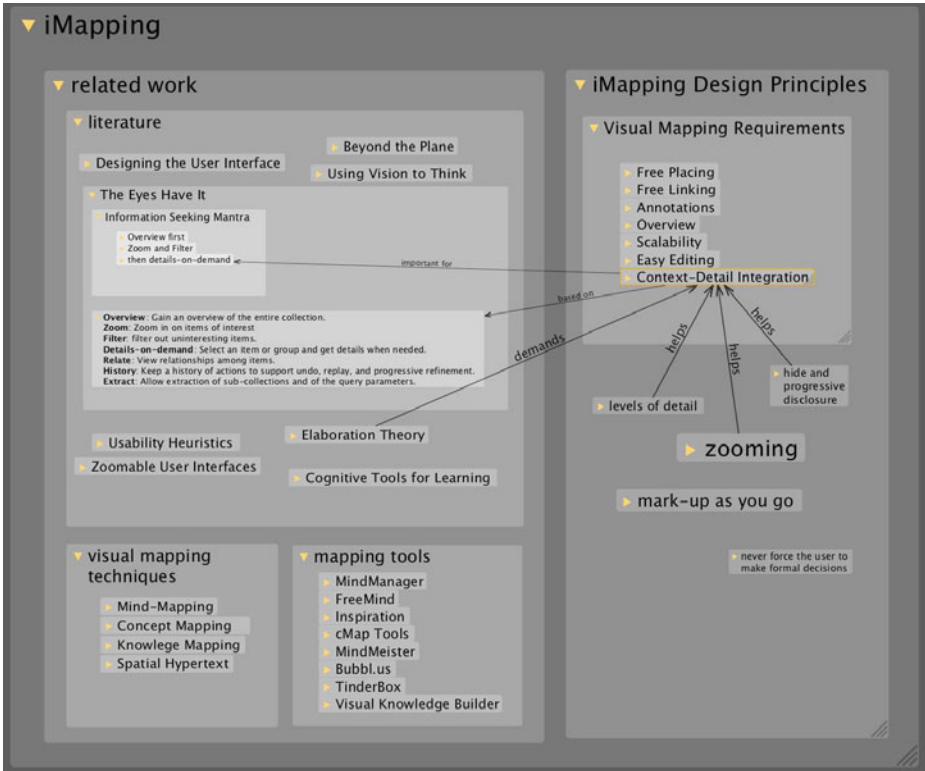 iMapping
related work
literature
Designing the User Interface
Beyond the Plane
Using Vision to Think
The Eyes Have It
Information Seeking Mantra
Overview first
Zoom and Filter
then details-on-demand
Overview: Gain an overview of the entire collection.
Zoom: Zoom in on items of interest
Filter: filter out uninteresting items.
Details-on-demand: Select an item or group and get details when needed.
Relate: View relationships among items.
History: Keep a history of actions to support undo, replay, and progressive refinement.
Extract: Allow extraction of sub-collections and of the query parameters.
Usability Heuristics
Zoomable User Interfaces
Elaboration Theory
Cognitive Tools for Learning
visual mapping
techniques
Mind-Mapping
Concept Mapping
Knowlege Mapping
Spatial Hypertext
mapping tools
MindManager
FreeMind
Inspiration
cMap Tools
MindMeister
Bubbl.us
TinderBox
Visual Knowledge Builder
iMapping Design Principles
Visual Mapping Requirements
Free Placing
Free Linking
Annotations
Overview
Scalability
Easy Editing
Context-Detail Integration
important for
based on
demands
helps
helps
helps
levels of detail
hide and
progressive
disclosure
zooming
mark-up as you go
never force the user to
make formal decisions